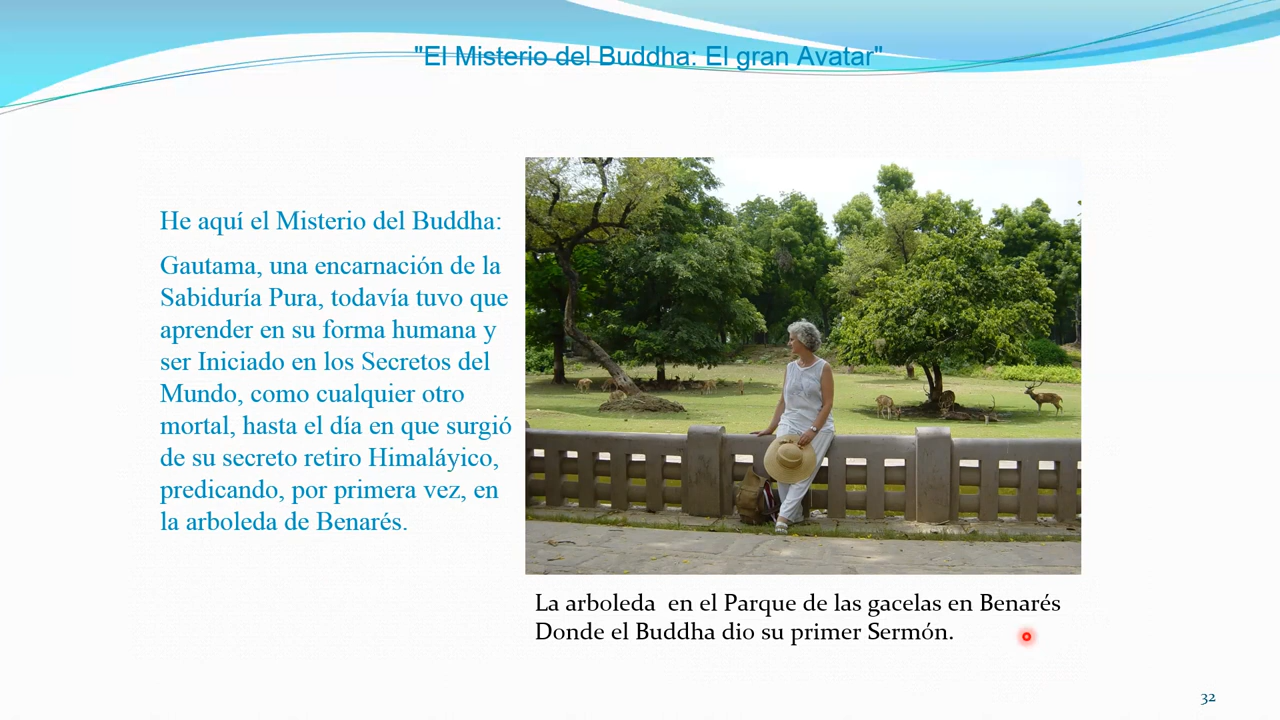 "El Misterio del Buddha: El gran Avatar"
He aquí el Misterio del Buddha:
Gautama, una encarnación de la
Sabiduría Pura, todavía tuvo que
aprender en su forma humana y
ser Iniciado en los Secretos del
Mundo, como cualquier otro
mortal, hasta el día en que surgió
de su secreto retiro Himaláyico,
predicando, por primera vez, en
la arboleda de Benarés.
La arboleda  en el Parque de las gacelas en Benarés
Donde el Buddha dio su primer Sermón.
32